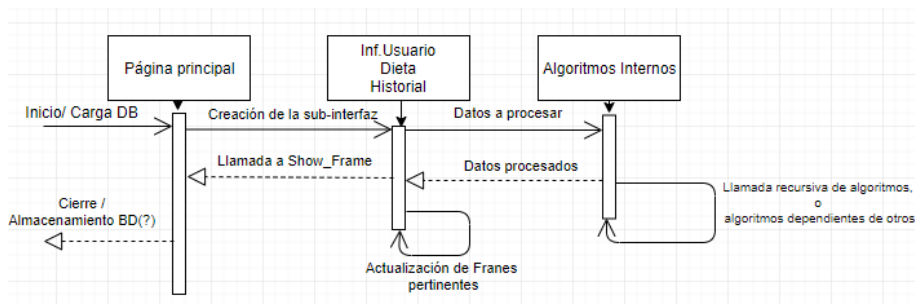 Página principal
Inf.Usuario
Dieta
Historial
Algoritmos Internos
Inicio/ Carga DB
Creación de la sub-interfaz
Datos a procesar
Llamada a Show_Frame
Datos procesados
Cierre /
Almacenamiento BD(?)
Llamada recursiva de algoritmos,
o
algoritmos dependientes de otros
Actualización de Franes
pertinentes